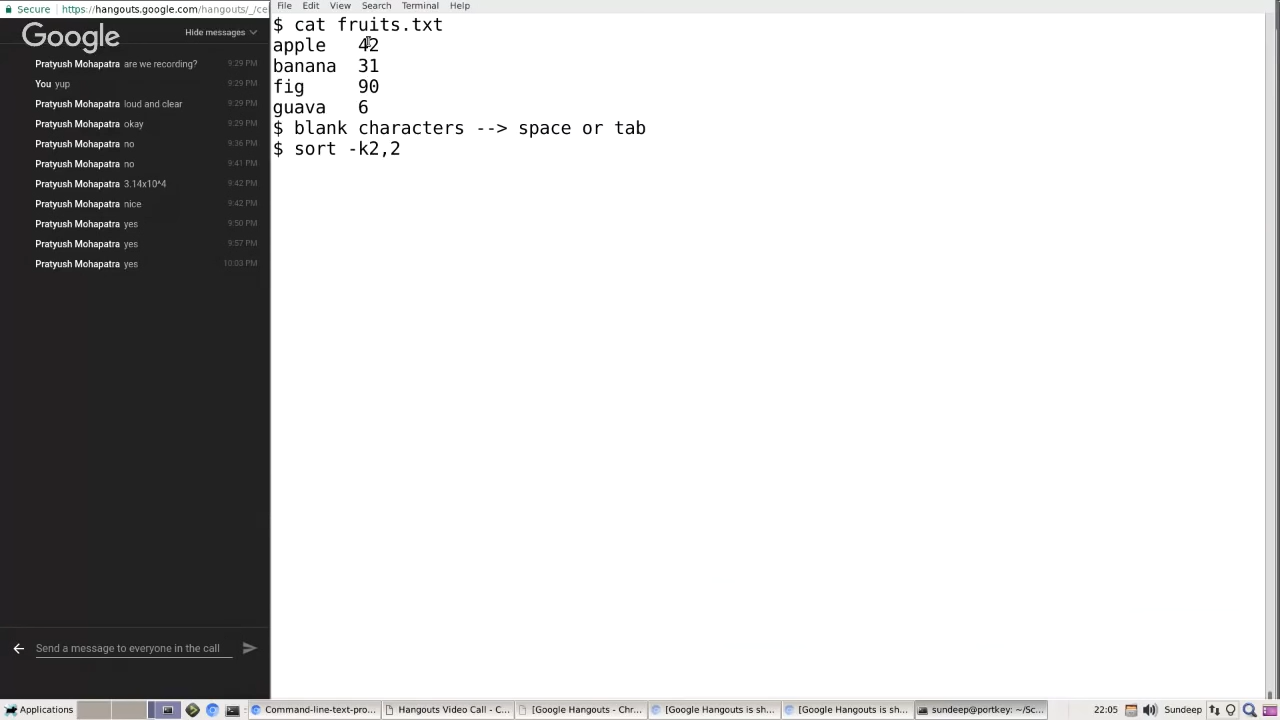 Secure https://hangouts.google.com/hangouts/_/ce
Google
Hide messages
Pratyush Mohapatra are we recording? 9:29 PM
You yup 9:29 PM
Pratyush Mohapatra loud and clear 9:29 PM
Pratyush Mohapatra okay 9:29 PM
Pratyush Mohapatra no 9:36 PM
Pratyush Mohapatra no 9:41 PM
Pratyush Mohapatra 3.14x10^4 9:42 PM
Pratyush Mohapatra nice 9:42 PM
Pratyush Mohapatra yes 9:50 PM
Pratyush Mohapatra yes 9:57 PM
Pratyush Mohapatra yes 10:03 PM
Send a message to everyone in the call
File Edit View Search Terminal Help
$ cat fruits.txt
apple 42
banana 31
fig 90
guava 6
$ blank characters --> space or tab
$ sort -k2,2
Applications Command-line-text-pro... Hangouts Video Call - C... [Google Hangouts - Chr... [Google Hangouts is sh... [Google Hangouts is sh... sundeep@portkey: ~/Sc... 22:05 Sundeep